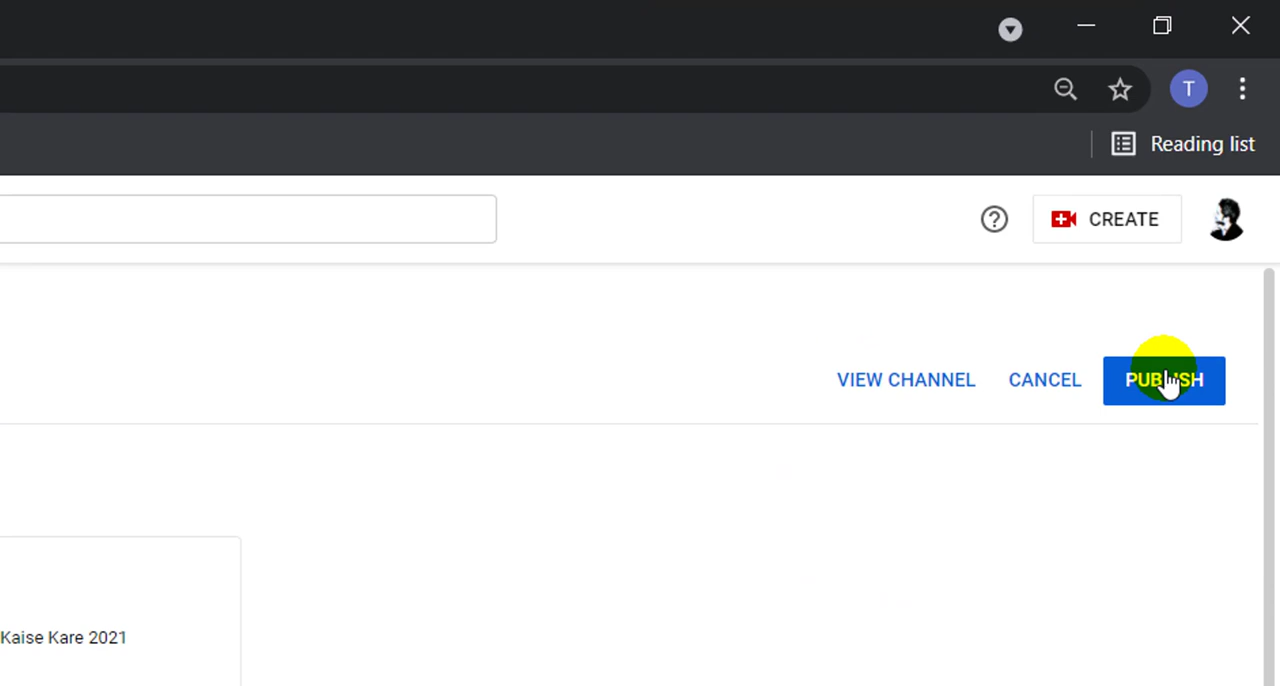 T
Reading list
CREATE
VIEW CHANNEL CANCEL PUBLISH
Kaise Kare 2021